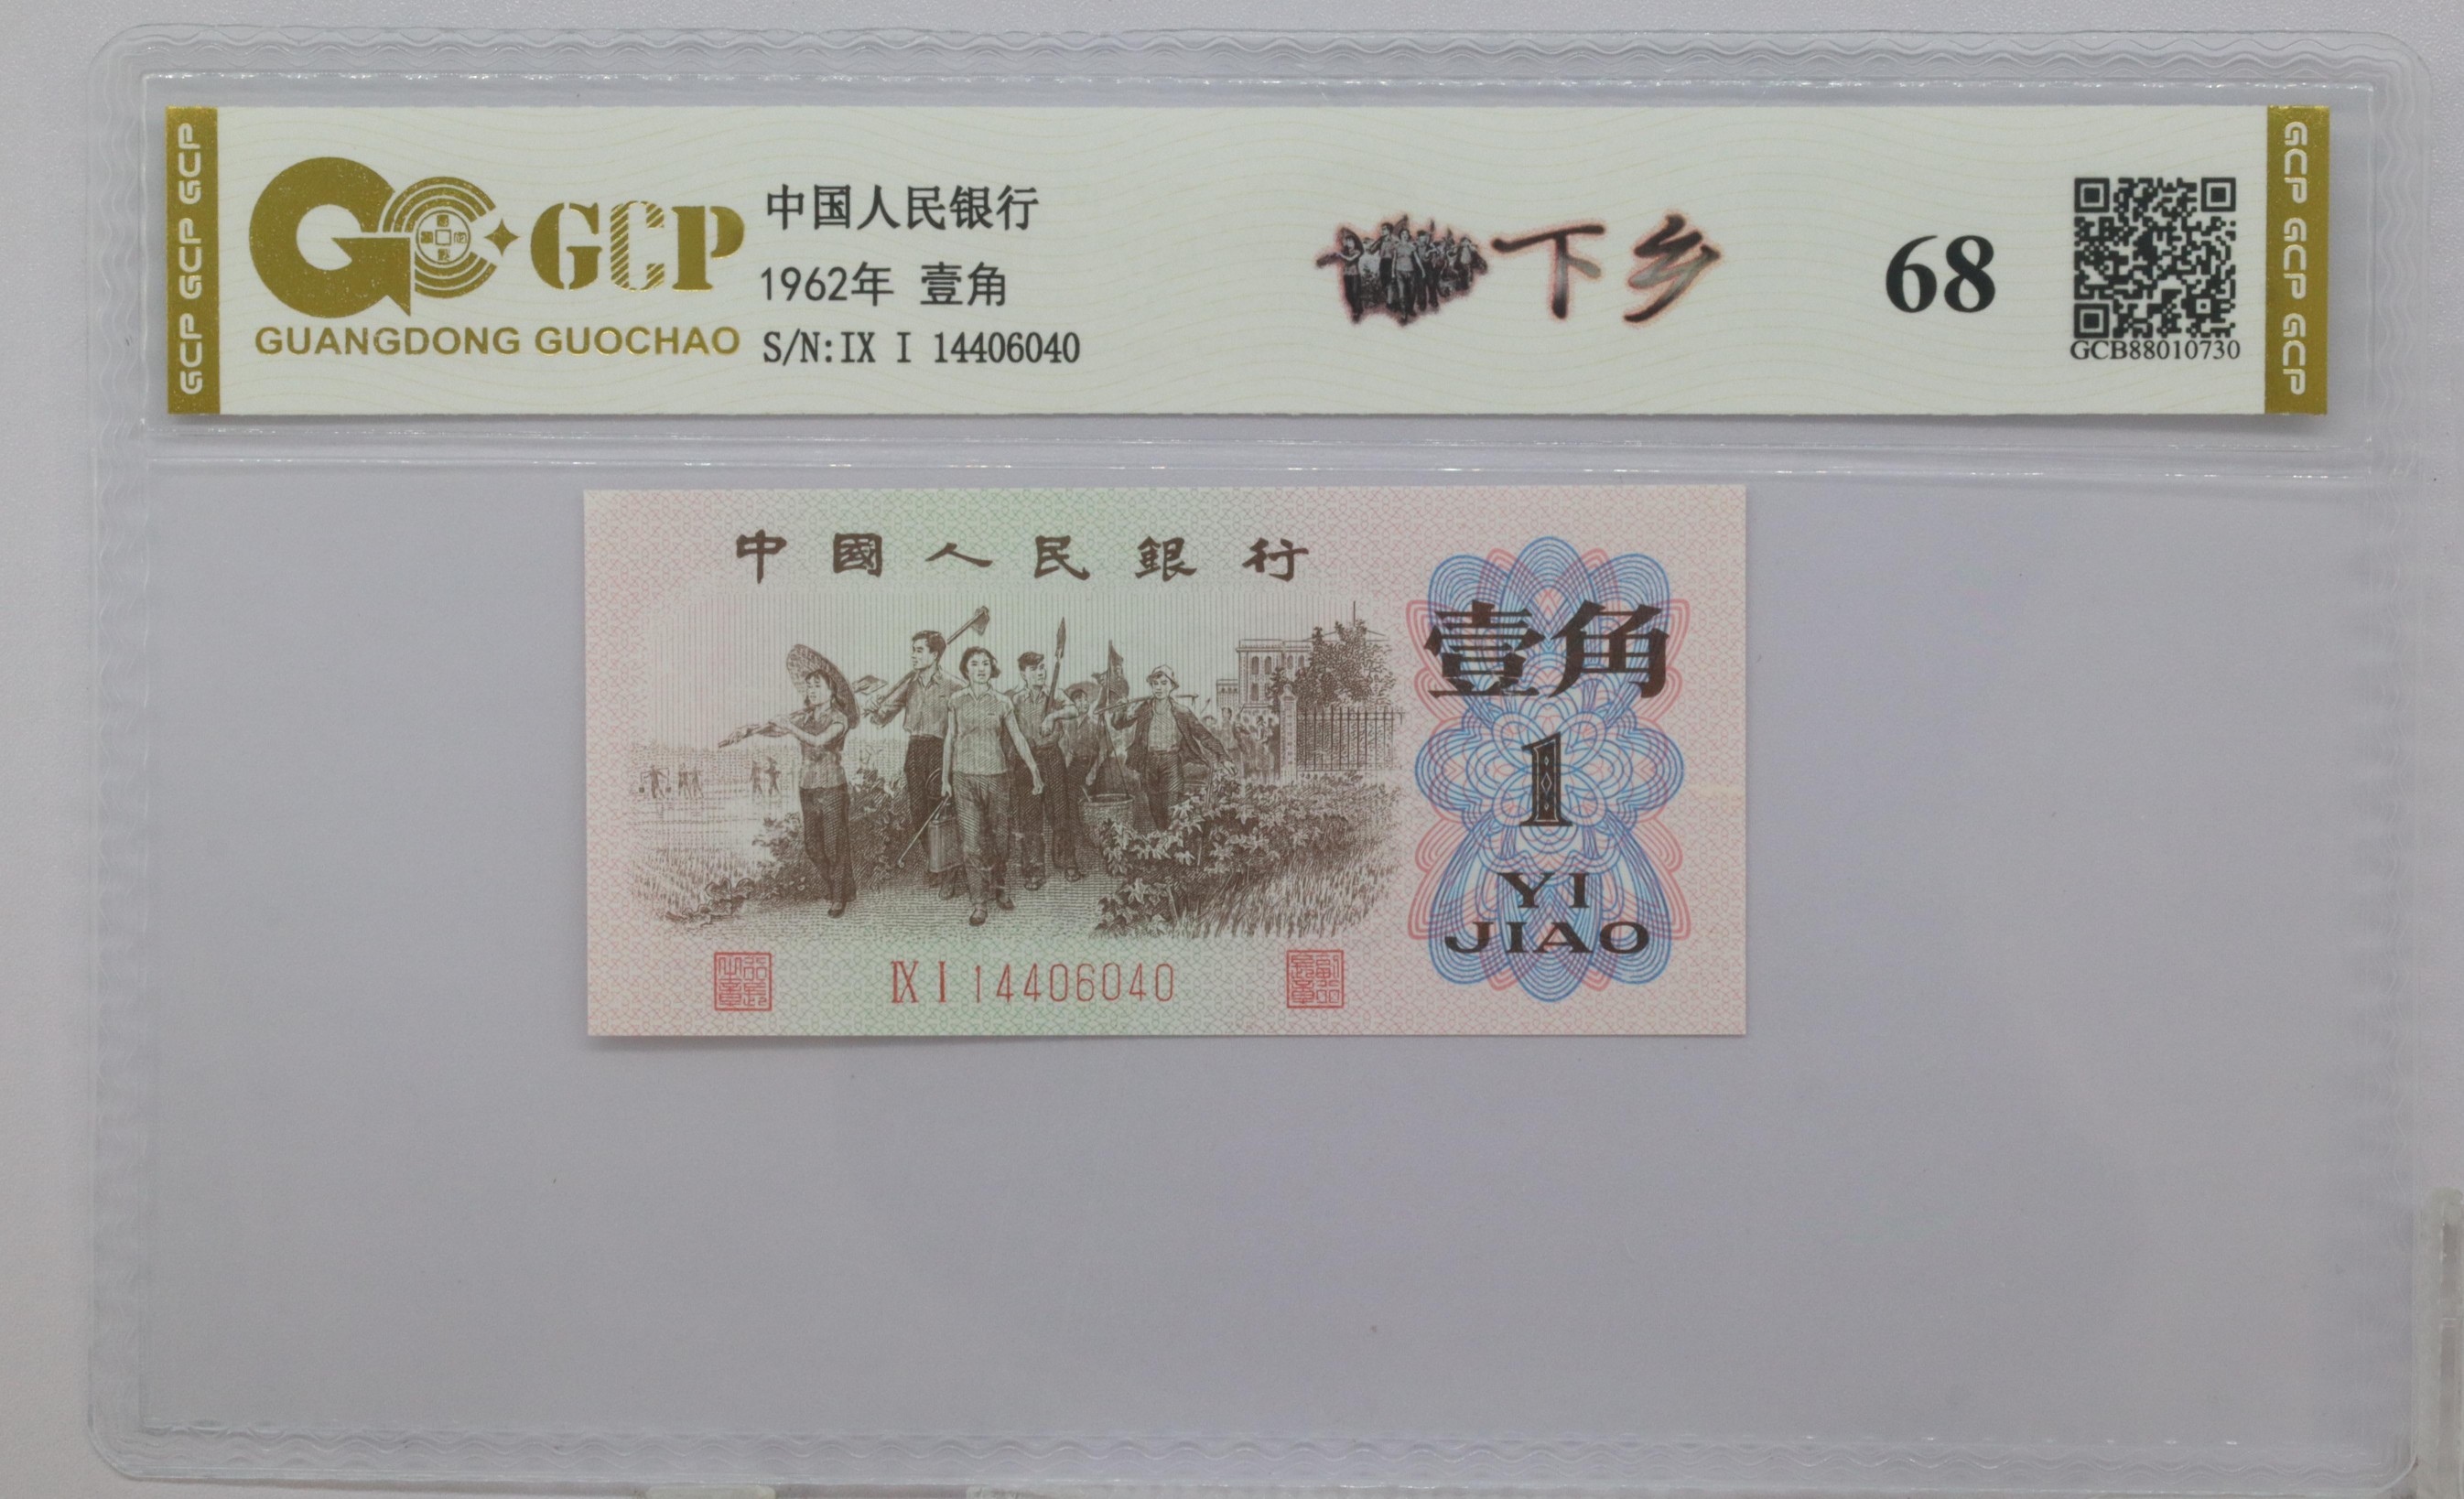 GCP GCP GCP
GCP
GUANGDONG GUOCHAO
中国人民银行
1962年 壹角
S/N:IX I 14406040
下乡
68
GCB88010730
GCP GCP GCP
中國人民銀行
壹角
1
YI
JIAO
IX I 14406040